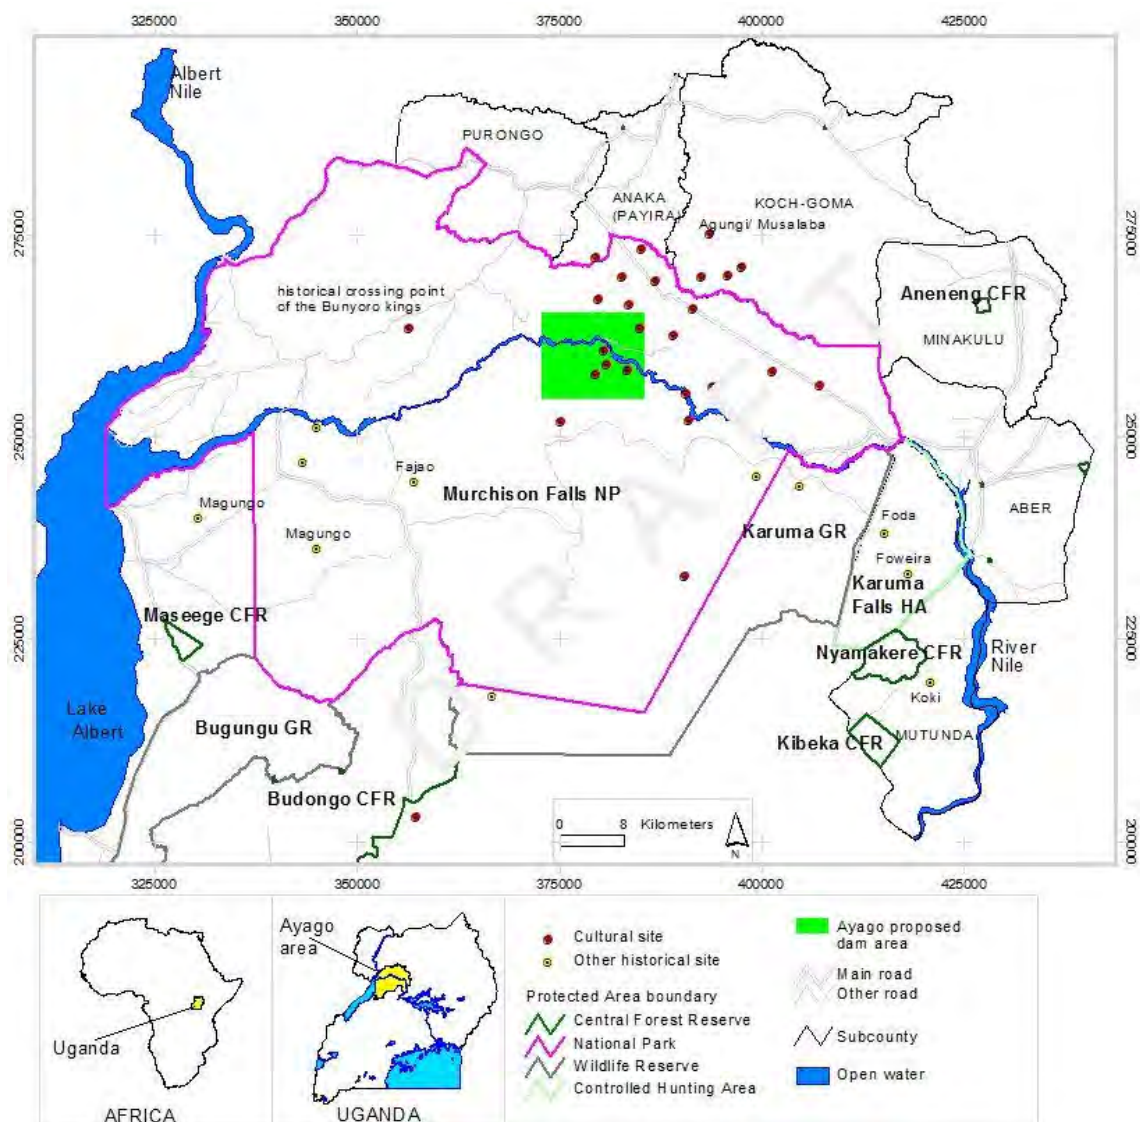 325000 350000 375000 400000 425000
Albert
Nile
PURONGO
ANAKA
(PAYIRA)
KOCH-GOMA
Agungi/ Musalaba
275000
275000
historical crossing point
of the Bunyoro kings
Aneneng CFR
MINAKULU
250000
250000
Fajao
Murchison Falls NP
Magungo
Magungo
Karuma GR
Foda
ABER
Foweira
Karuma
Falls HA
Maseege CFR
225000
225000
Nyamakere CFR
River
Nile
Koki
Lake
Albert
Bugungu GR
MUTUNDA
Kibeka CFR
Budongo CFR
0 8 Kilometers
N
200000
200000
DRAFT
325000 350000 375000 400000 425000
Uganda
AFRICA
Ayago
area
UGANDA
Cultural site
Other historical site
Protected Area boundary
Central Forest Reserve
National Park
Wildlife Reserve
Controlled Hunting Area
Ayago proposed
dam area
Main road
Other road
Subcounty
Open water